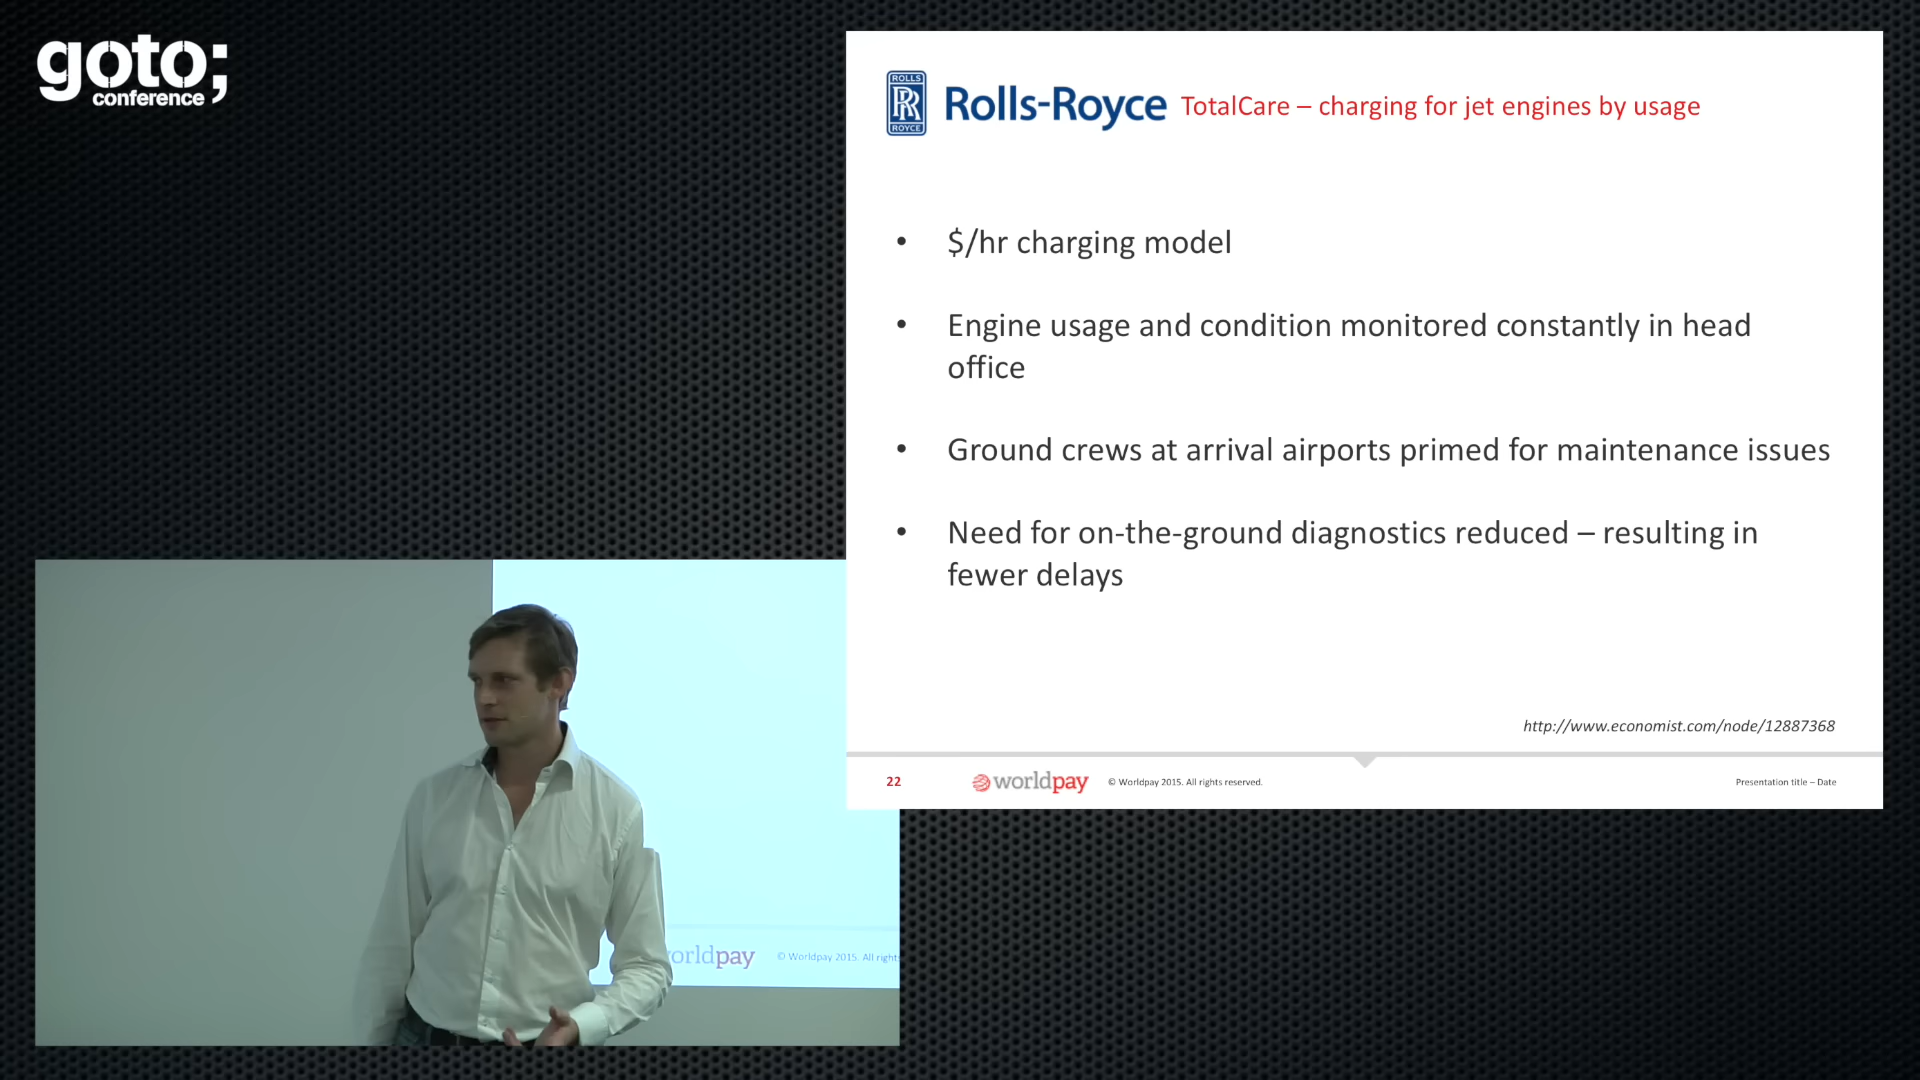 goto;
conference
ROLLS
RR
ROYCE
Rolls-Royce TotalCare – charging for jet engines by usage
• $/hr charging model
• Engine usage and condition monitored constantly in head
office
• Ground crews at arrival airports primed for maintenance issues
• Need for on-the-ground diagnostics reduced – resulting in
fewer delays
http://www.economist.com/node/12887368
22 worldpay © Worldpay 2015. All rights reserved. Presentation title – Date
orldpay © Worldpay 2015. All rights